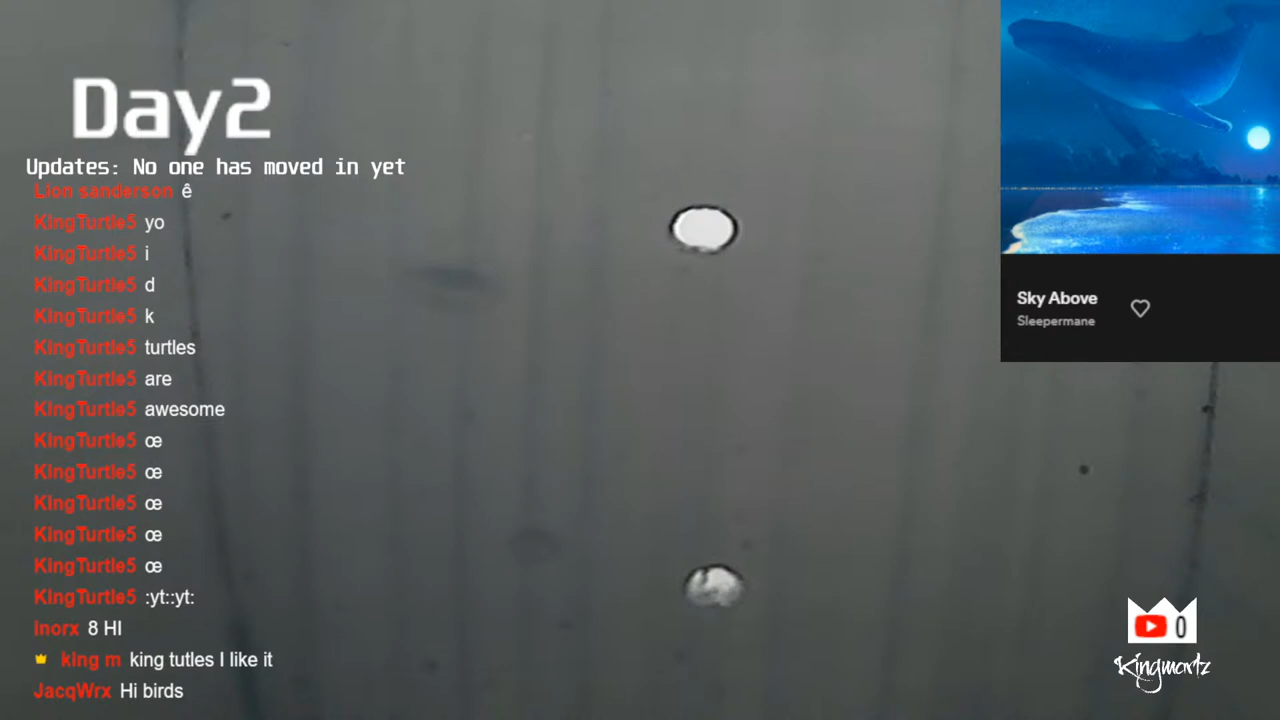 Day2
Updates: No one has moved in yet
Lion sanderson ê
KingTurtle5 yo
KingTurtle5 i
KingTurtle5 d
KingTurtle5 k
KingTurtle5 turtles
KingTurtle5 are
KingTurtle5 awesome
KingTurtle5 œ
KingTurtle5 œ
KingTurtle5 œ
KingTurtle5 œ
KingTurtle5 œ
KingTurtle5 :yt::yt:
Inorx 8 HI
king m king tutles I like it
JacqWrx Hi birds
Sky Above
Sleepermane
0
Kingmartz